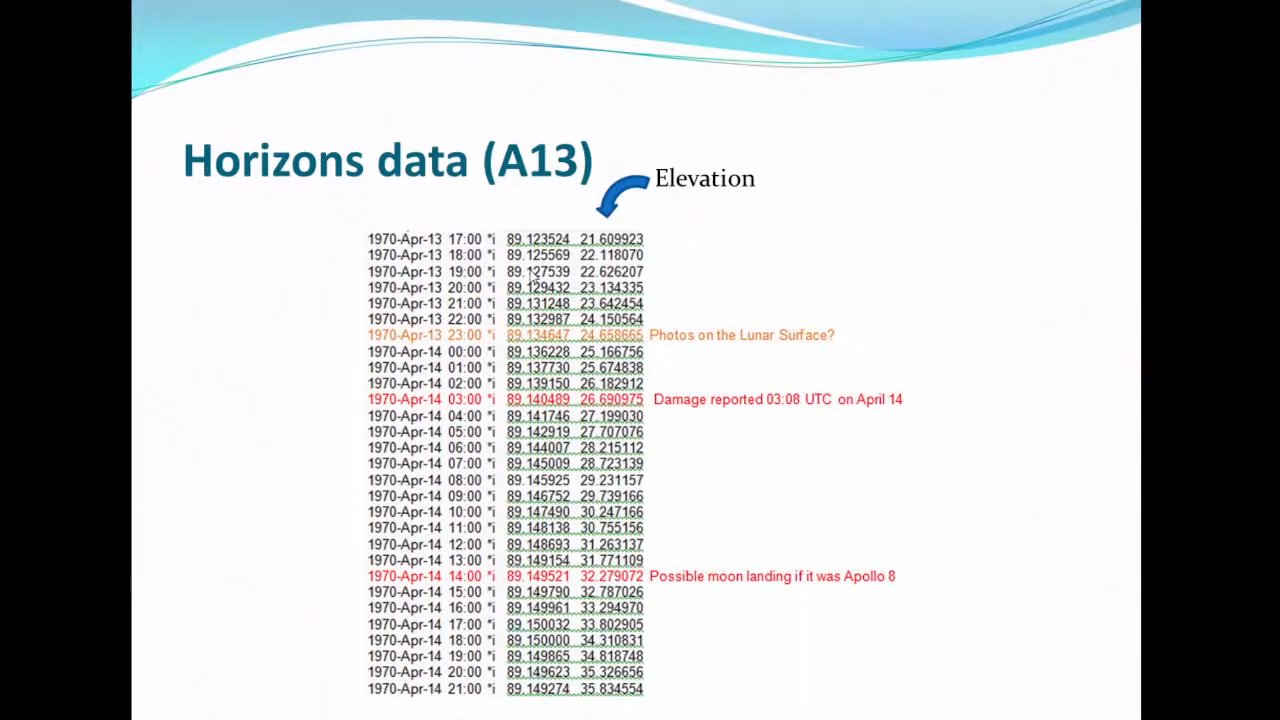 Horizons data (A13)
Elevation
1970-Apr-13 17:00 *i 89.123524 21.609923
1970-Apr-13 18:00 *i 89.125569 22.118070
1970-Apr-13 19:00 *i 89.127539 22.626207
1970-Apr-13 20:00 *i 89.129432 23.134335
1970-Apr-13 21:00 *i 89.131248 23.642454
1970-Apr-13 22:00 *i 89.132987 24.150564
1970-Apr-13 23:00 *i 89.134647 24.658665 Photos on the Lunar Surface?
1970-Apr-14 00:00 *i 89.136228 25.166756
1970-Apr-14 01:00 *i 89.137730 25.674838
1970-Apr-14 02:00 *i 89.139150 26.182912
1970-Apr-14 03:00 *i 89.140489 26.690975 Damage reported 03:08 UTC on April 14
1970-Apr-14 04:00 *i 89.141746 27.199030
1970-Apr-14 05:00 *i 89.142919 27.707076
1970-Apr-14 06:00 *i 89.144007 28.215112
1970-Apr-14 07:00 *i 89.145009 28.723139
1970-Apr-14 08:00 *i 89.145925 29.231157
1970-Apr-14 09:00 *i 89.146752 29.739166
1970-Apr-14 10:00 *i 89.147490 30.247166
1970-Apr-14 11:00 *i 89.148138 30.755156
1970-Apr-14 12:00 *i 89.148693 31.263137
1970-Apr-14 13:00 *i 89.149154 31.771109
1970-Apr-14 14:00 *i 89.149521 32.279072 Possible moon landing if it was Apollo 8
1970-Apr-14 15:00 *i 89.149790 32.787026
1970-Apr-14 16:00 *i 89.149961 33.294970
1970-Apr-14 17:00 *i 89.150032 33.802905
1970-Apr-14 18:00 *i 89.150000 34.310831
1970-Apr-14 19:00 *i 89.149865 34.818748
1970-Apr-14 20:00 *i 89.149623 35.326656
1970-Apr-14 21:00 *i 89.149274 35.834554